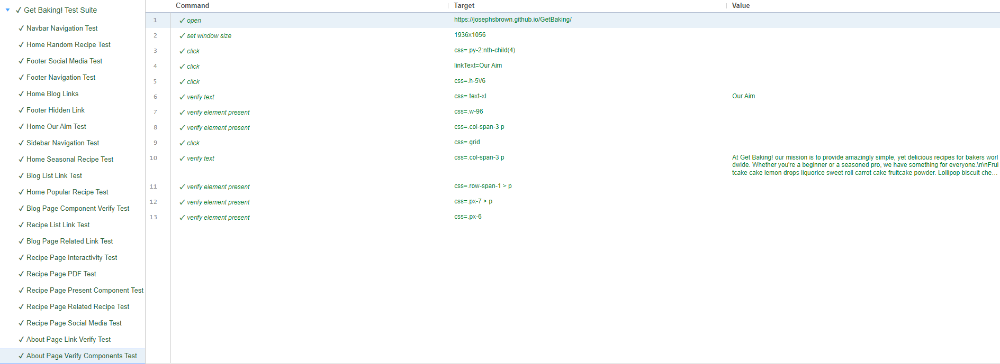 ✓ Get Baking! Test Suite
✓ Navbar Navigation Test
✓ Home Random Recipe Test
✓ Footer Social Media Test
✓ Footer Navigation Test
✓ Home Blog Links
✓ Footer Hidden Link
✓ Home Our Aim Test
✓ Sidebar Navigation Test
✓ Home Seasonal Recipe Test
✓ Blog List Link Test
✓ Home Popular Recipe Test
✓ Blog Page Component Verify Test
✓ Recipe List Link Test
✓ Blog Page Related Link Test
✓ Recipe Page Interactivity Test
✓ Recipe Page PDF Test
✓ Recipe Page Present Component Test
✓ Recipe Page Related Recipe Test
✓ Recipe Page Social Media Test
✓ About Page Link Verify Test
✓ About Page Verify Components Test
Command Target Value
1 ✓ open https://josephsbrown.github.io/GetBaking/
2 ✓ set window size 1936x1056
3 ✓ click css=.py-2:nth-child(4)
4 ✓ click linkText=Our Aim
5 ✓ click css=.h-5\/6
6 ✓ verify text css=.text-xl Our Aim
7 ✓ verify element present css=.w-96
8 ✓ verify element present css=.col-span-3 p
9 ✓ click css=.grid
10 ✓ verify text css=.col-span-3 p At Get Baking! our mission is to provide amazingly simple, yet delicious recipes for bakers worl
dwide. Whether you're a beginner or a seasoned pro, we have something for everyone.\n\nFrui
tcake cake lemon drops liquorice sweet roll carrot cake fruitcake powder. Lollipop biscuit che…
11 ✓ verify element present css=.row-span-1 > p
12 ✓ verify element present css=.px-7 > p
13 ✓ verify element present css=.px-6